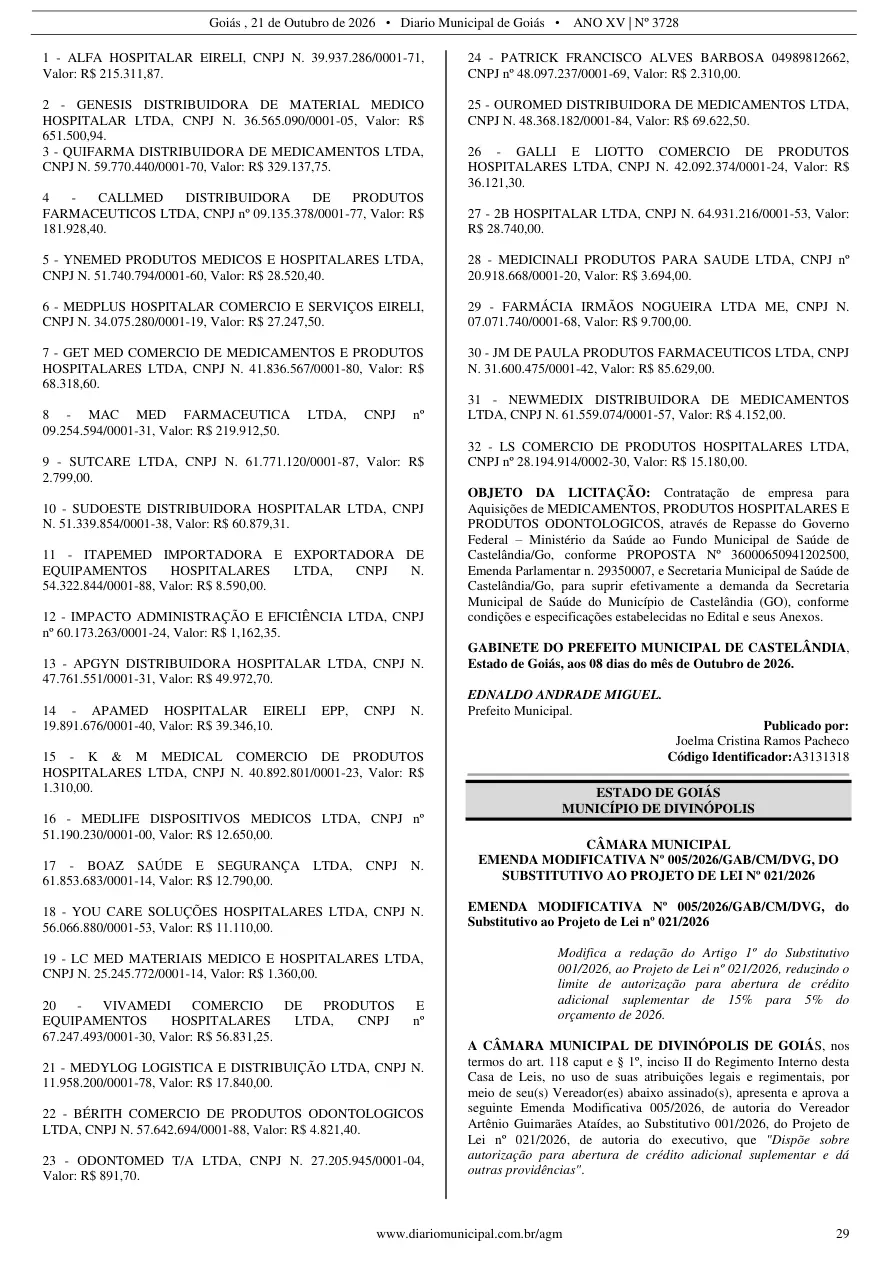 Goiás , 21 de Outubro de 2026 • Diario Municipal de Goiás • ANO XV | Nº 3728
1 - ALFA HOSPITALAR EIRELI, CNPJ N. 39.937.286/0001-71,
Valor: R$ 215.311,87.
2 - GENESIS DISTRIBUIDORA DE MATERIAL MEDICO
HOSPITALAR LTDA, CNPJ N. 36.565.090/0001-05, Valor: R$
651.500,94.
3 - QUIFARMA DISTRIBUIDORA DE MEDICAMENTOS LTDA,
CNPJ N. 59.770.440/0001-70, Valor: R$ 329.137,75.
4 - CALLMED DISTRIBUIDORA DE PRODUTOS
FARMACEUTICOS LTDA, CNPJ nº 09.135.378/0001-77, Valor: R$
181.928,40.
5 - YNEMED PRODUTOS MEDICOS E HOSPITALARES LTDA,
CNPJ N. 51.740.794/0001-60, Valor: R$ 28.520,40.
6 - MEDPLUS HOSPITALAR COMERCIO E SERVIÇOS EIRELI,
CNPJ N. 34.075.280/0001-19, Valor: R$ 27.247,50.
7 - GET MED COMERCIO DE MEDICAMENTOS E PRODUTOS
HOSPITALARES LTDA, CNPJ N. 41.836.567/0001-80, Valor: R$
68.318,60.
8 - MAC MED FARMACEUTICA LTDA, CNPJ nº
09.254.594/0001-31, Valor: R$ 219.912,50.
9 - SUTCARE LTDA, CNPJ N. 61.771.120/0001-87, Valor: R$
2.799,00.
10 - SUDOESTE DISTRIBUIDORA HOSPITALAR LTDA, CNPJ
N. 51.339.854/0001-38, Valor: R$ 60.879,31.
11 - ITAPEMED IMPORTADORA E EXPORTADORA DE
EQUIPAMENTOS HOSPITALARES LTDA, CNPJ N.
54.322.844/0001-88, Valor: R$ 8.590,00.
12 - IMPACTO ADMINISTRAÇÃO E EFICIÊNCIA LTDA, CNPJ
nº 60.173.263/0001-24, Valor: R$ 1,162,35.
13 - APGYN DISTRIBUIDORA HOSPITALAR LTDA, CNPJ N.
47.761.551/0001-31, Valor: R$ 49.972,70.
14 - APAMED HOSPITALAR EIRELI EPP, CNPJ N.
19.891.676/0001-40, Valor: R$ 39.346,10.
15 - K & M MEDICAL COMERCIO DE PRODUTOS
HOSPITALARES LTDA, CNPJ N. 40.892.801/0001-23, Valor: R$
1.310,00.
16 - MEDLIFE DISPOSITIVOS MEDICOS LTDA, CNPJ nº
51.190.230/0001-00, Valor: R$ 12.650,00.
17 - BOAZ SAÚDE E SEGURANÇA LTDA, CNPJ N.
61.853.683/0001-14, Valor: R$ 12.790,00.
18 - YOU CARE SOLUÇÕES HOSPITALARES LTDA, CNPJ N.
56.066.880/0001-53, Valor: R$ 11.110,00.
19 - LC MED MATERIAIS MEDICO E HOSPITALARES LTDA,
CNPJ N. 25.245.772/0001-14, Valor: R$ 1.360,00.
20 - VIVAMEDI COMERCIO DE PRODUTOS E
EQUIPAMENTOS HOSPITALARES LTDA, CNPJ nº
67.247.493/0001-30, Valor: R$ 56.831,25.
21 - MEDYLOG LOGISTICA E DISTRIBUIÇÃO LTDA, CNPJ N.
11.958.200/0001-78, Valor: R$ 17.840,00.
22 - BÉRITH COMERCIO DE PRODUTOS ODONTOLOGICOS
LTDA, CNPJ N. 57.642.694/0001-88, Valor: R$ 4.821,40.
23 - ODONTOMED T/A LTDA, CNPJ N. 27.205.945/0001-04,
Valor: R$ 891,70.
24 - PATRICK FRANCISCO ALVES BARBOSA 04989812662,
CNPJ nº 48.097.237/0001-69, Valor: R$ 2.310,00.
25 - OUROMED DISTRIBUIDORA DE MEDICAMENTOS LTDA,
CNPJ N. 48.368.182/0001-84, Valor: R$ 69.622,50.
26 - GALLI E LIOTTO COMERCIO DE PRODUTOS
HOSPITALARES LTDA, CNPJ N. 42.092.374/0001-24, Valor: R$
36.121,30.
27 - 2B HOSPITALAR LTDA, CNPJ N. 64.931.216/0001-53, Valor:
R$ 28.740,00.
28 - MEDICINALI PRODUTOS PARA SAUDE LTDA, CNPJ nº
20.918.668/0001-20, Valor: R$ 3.694,00.
29 - FARMÁCIA IRMÃOS NOGUEIRA LTDA ME, CNPJ N.
07.071.740/0001-68, Valor: R$ 9.700,00.
30 - JM DE PAULA PRODUTOS FARMACEUTICOS LTDA, CNPJ
N. 31.600.475/0001-42, Valor: R$ 85.629,00.
31 - NEWMEDIX DISTRIBUIDORA DE MEDICAMENTOS
LTDA, CNPJ N. 61.559.074/0001-57, Valor: R$ 4.152,00.
32 - LS COMERCIO DE PRODUTOS HOSPITALARES LTDA,
CNPJ nº 28.194.914/0002-30, Valor: R$ 15.180,00.
OBJETO DA LICITAÇÃO: Contratação de empresa para
Aquisições de MEDICAMENTOS, PRODUTOS HOSPITALARES E
PRODUTOS ODONTOLOGICOS, através de Repasse do Governo
Federal – Ministério da Saúde ao Fundo Municipal de Saúde de
Castelândia/Go, conforme PROPOSTA Nº 36000650941202500,
Emenda Parlamentar n. 29350007, e Secretaria Municipal de Saúde de
Castelândia/Go, para suprir efetivamente a demanda da Secretaria
Municipal de Saúde do Município de Castelândia (GO), conforme
condições e especificações estabelecidas no Edital e seus Anexos.
GABINETE DO PREFEITO MUNICIPAL DE CASTELÂNDIA,
Estado de Goiás, aos 08 dias do mês de Outubro de 2026.
EDNALDO ANDRADE MIGUEL.
Prefeito Municipal.
Publicado por:
Joelma Cristina Ramos Pacheco
Código Identificador:A3131318
ESTADO DE GOIÁS
MUNICÍPIO DE DIVINÓPOLIS
CÂMARA MUNICIPAL
EMENDA MODIFICATIVA Nº 005/2026/GAB/CM/DVG, DO
SUBSTITUTIVO AO PROJETO DE LEI Nº 021/2026
EMENDA MODIFICATIVA Nº 005/2026/GAB/CM/DVG, do
Substitutivo ao Projeto de Lei nº 021/2026
Modifica a redação do Artigo 1º do Substitutivo
001/2026, ao Projeto de Lei nº 021/2026, reduzindo o
limite de autorização para abertura de crédito
adicional suplementar de 15% para 5% do
orçamento de 2026.
A CÂMARA MUNICIPAL DE DIVINÓPOLIS DE GOIÁS, nos
termos do art. 118 caput e § 1º, inciso II do Regimento Interno desta
Casa de Leis, no uso de suas atribuições legais e regimentais, por
meio de seu(s) Vereador(es) abaixo assinado(s), apresenta e aprova a
seguinte Emenda Modificativa 005/2026, de autoria do Vereador
Artênio Guimarães Ataídes, ao Substitutivo 001/2026, do Projeto de
Lei nº 021/2026, de autoria do executivo, que "Dispõe sobre
autorização para abertura de crédito adicional suplementar e dá
outras providências".
www.diariomunicipal.com.br/agm 29